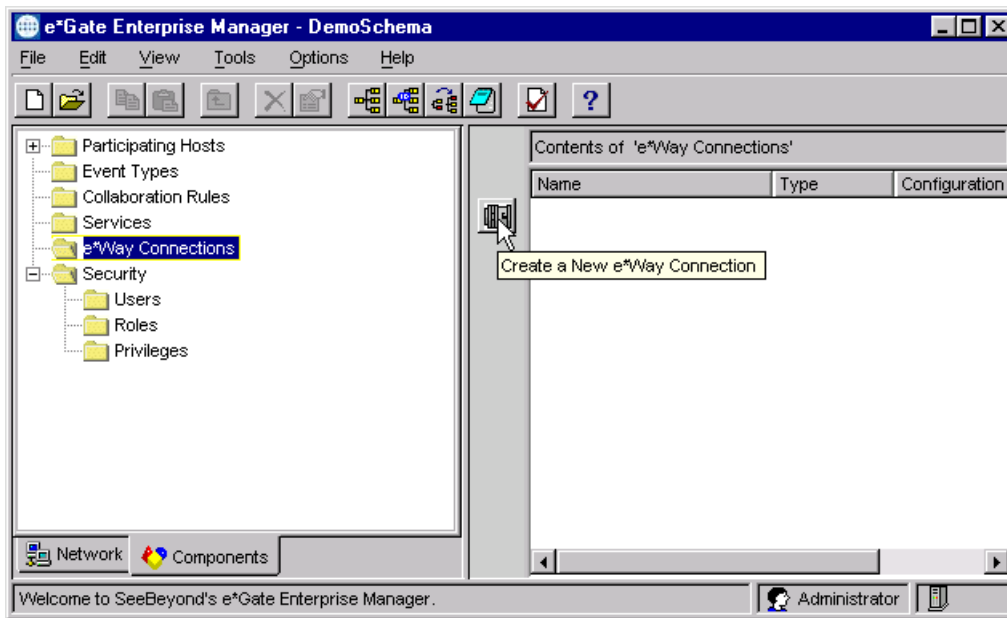 e*Gate Enterprise Manager - DemoSchema
File Edit View Tools Options Help
Participating Hosts
Event Types
Collaboration Rules
Services
e*Way Connections
Security
Users
Roles
Privileges
Network Components
Contents of 'e*Way Connections'
Name Type Configuration
Create a New e*Way Connection
Welcome to SeeBeyond's e*Gate Enterprise Manager. Administrator